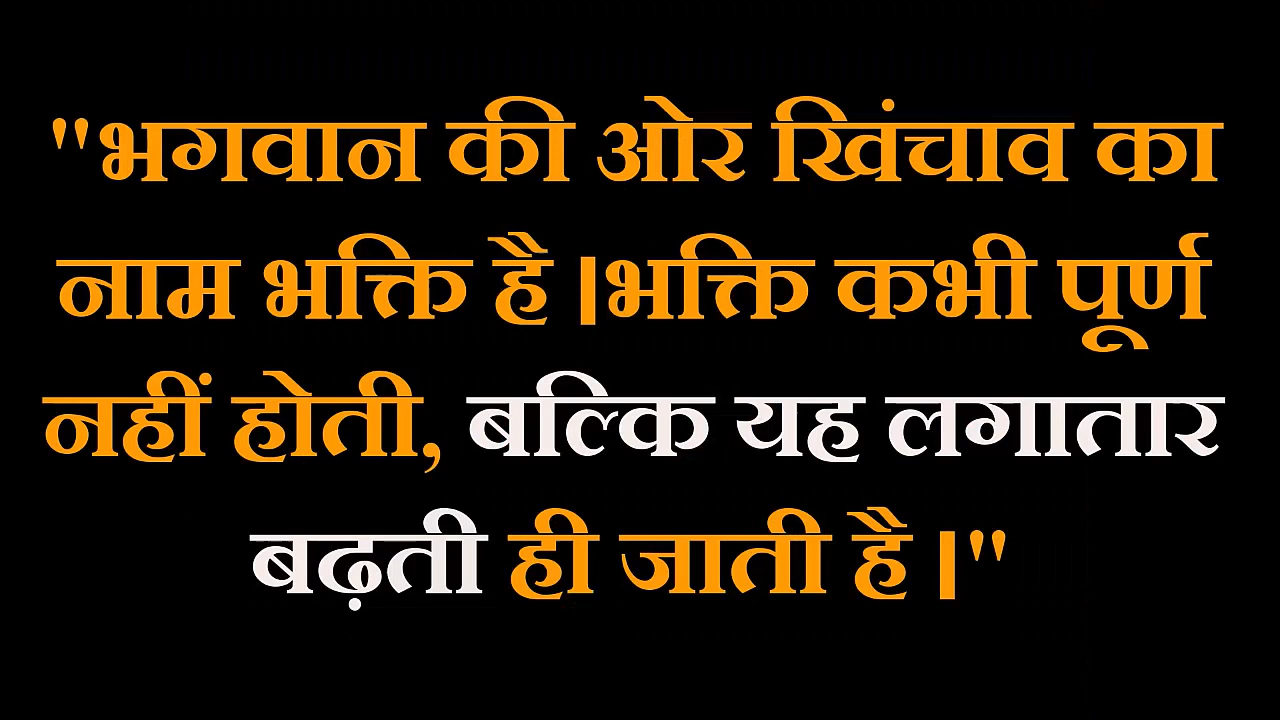 "भगवान की ओर खिंचाव का
नाम भक्ति है |भक्ति कभी पूर्ण
नहीं होती, बल्कि यह लगातार
बढ़ती ही जाती है |"